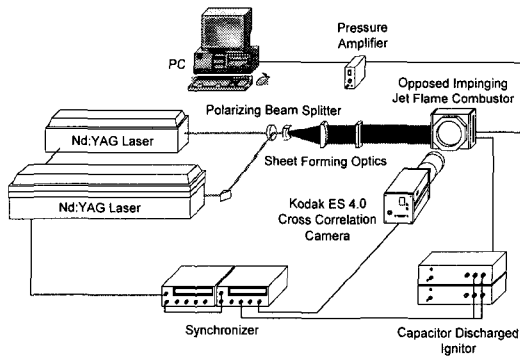 Pressure
Amplifier
PC
Opposed Impinging
Jet Flame Combustor
Polarizing Beam Splitter
Nd:YAG Laser
Sheet Forming Optics
Nd:YAG Laser
Kodak ES 4.0
Cross Correlation
Camera
Synchronizer
Capacitor Discharged
Ignitor